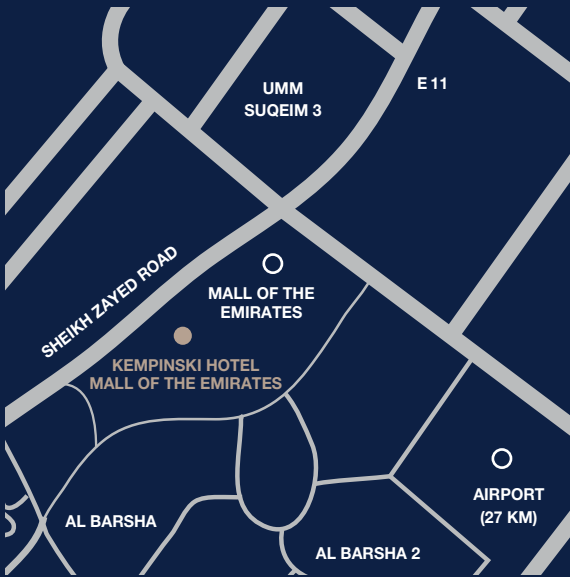 UMM
SUQEIM 3
E 11
SHEIKH ZAYED ROAD
MALL OF THE
EMIRATES
KEMPINSKI HOTEL
MALL OF THE EMIRATES
AIRPORT
(27 KM)
AL BARSHA
AL BARSHA 2